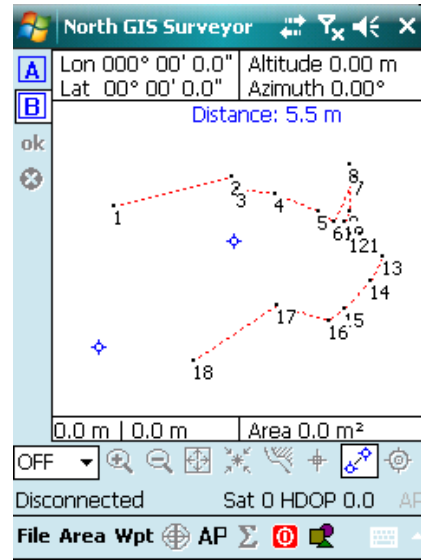 North GIS Surveyor
Lon 000° 00' 0.0" Altitude 0.00 m
Lat 00° 00' 0.0" Azimuth 0.00°
A
B
ok
Distance: 5.5 m
1
2
3
4
5
6
7
8
13
14
15
16
17
18
0.0 m | 0.0 m Area 0.0 m²
OFF
Disconnected Sat 0 HDOP 0.0 AF
File Area Wpt AP Σ